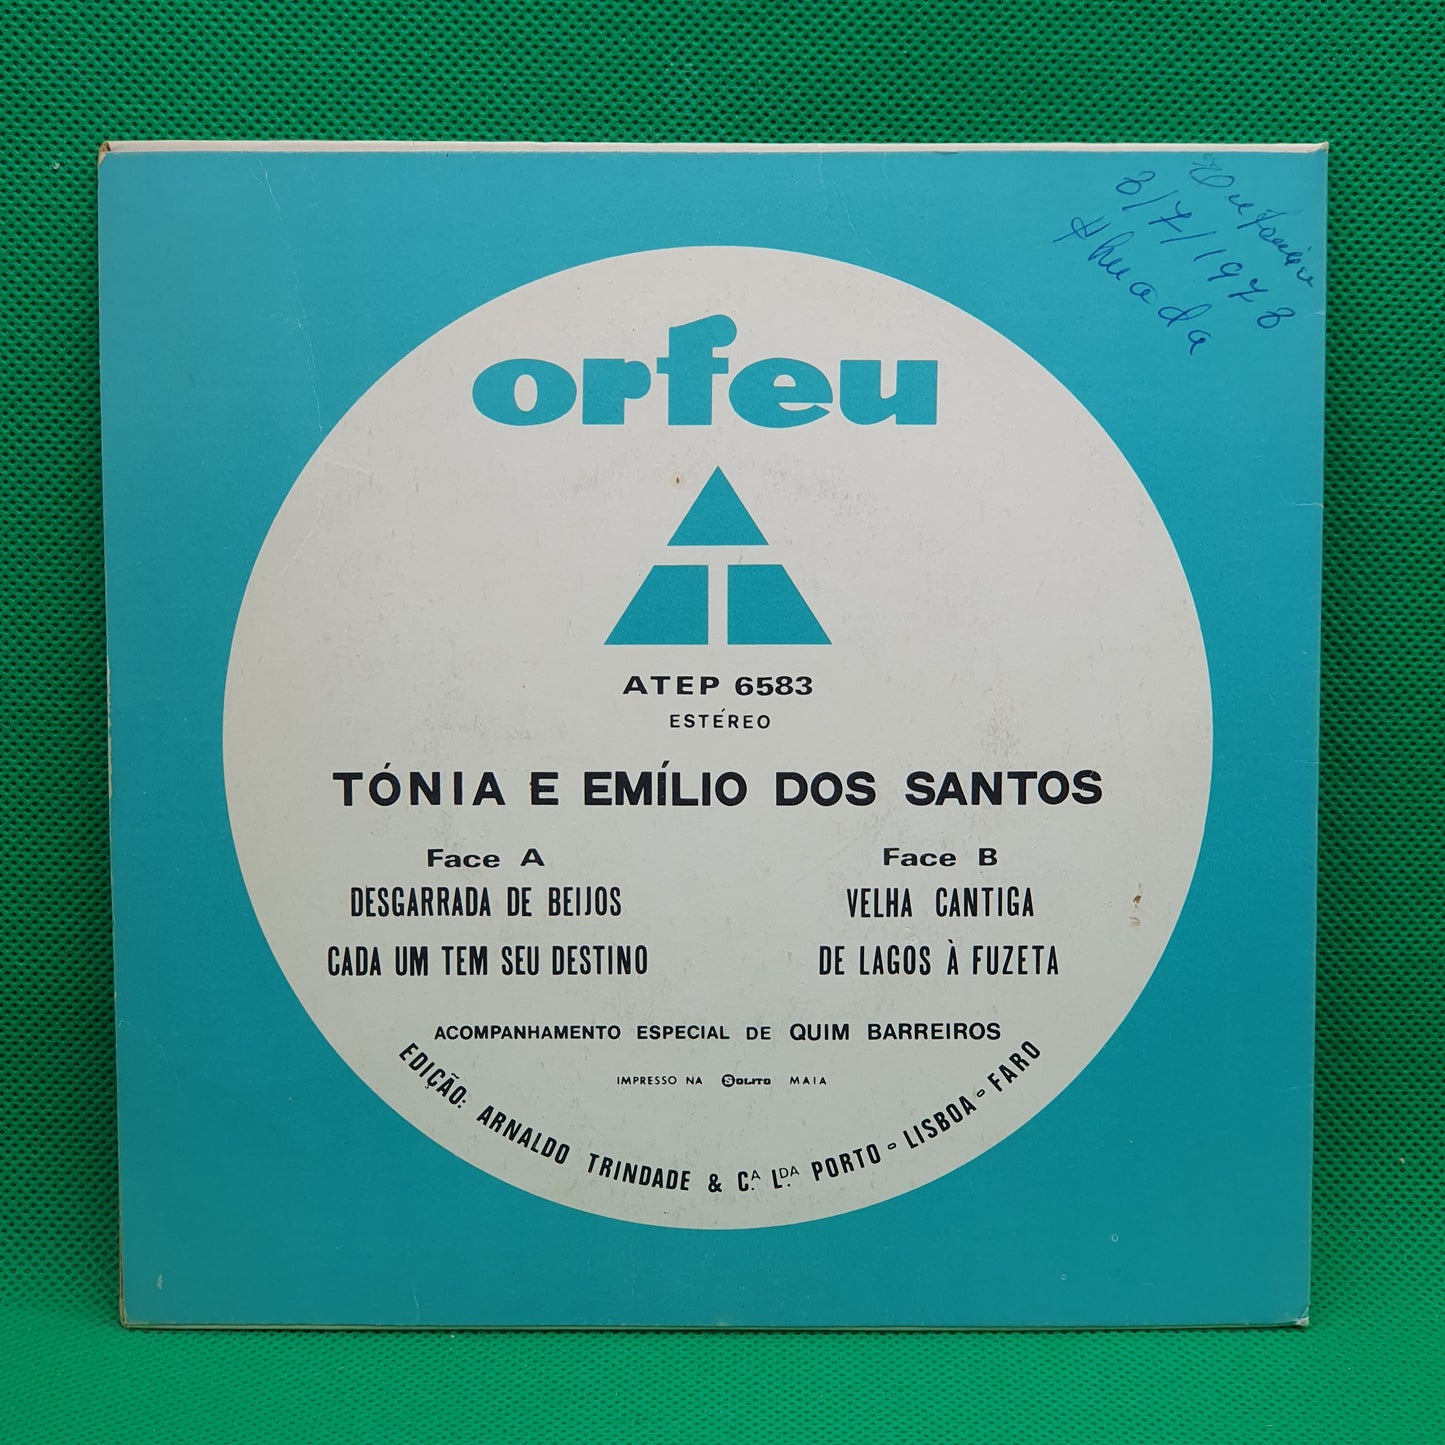 8/7/1978
orfeu
ATEP 6583
ESTÉREO
TÓNIA E EMÍLIO DOS SANTOS
Face A
DESGARRADA DE BEIJOS
CADA UM TEM SEU DESTINO
Face B
VELHA CANTIGA
DE LAGOS À FUZETA
ACOMPANHAMENTO ESPECIAL DE QUIM BARREIROS
IMPRESSO NA SOLITO MAIA
EDIÇÃO: ARNALDO TRINDADE & C.A L.DA PORTO - LISBOA - FARO